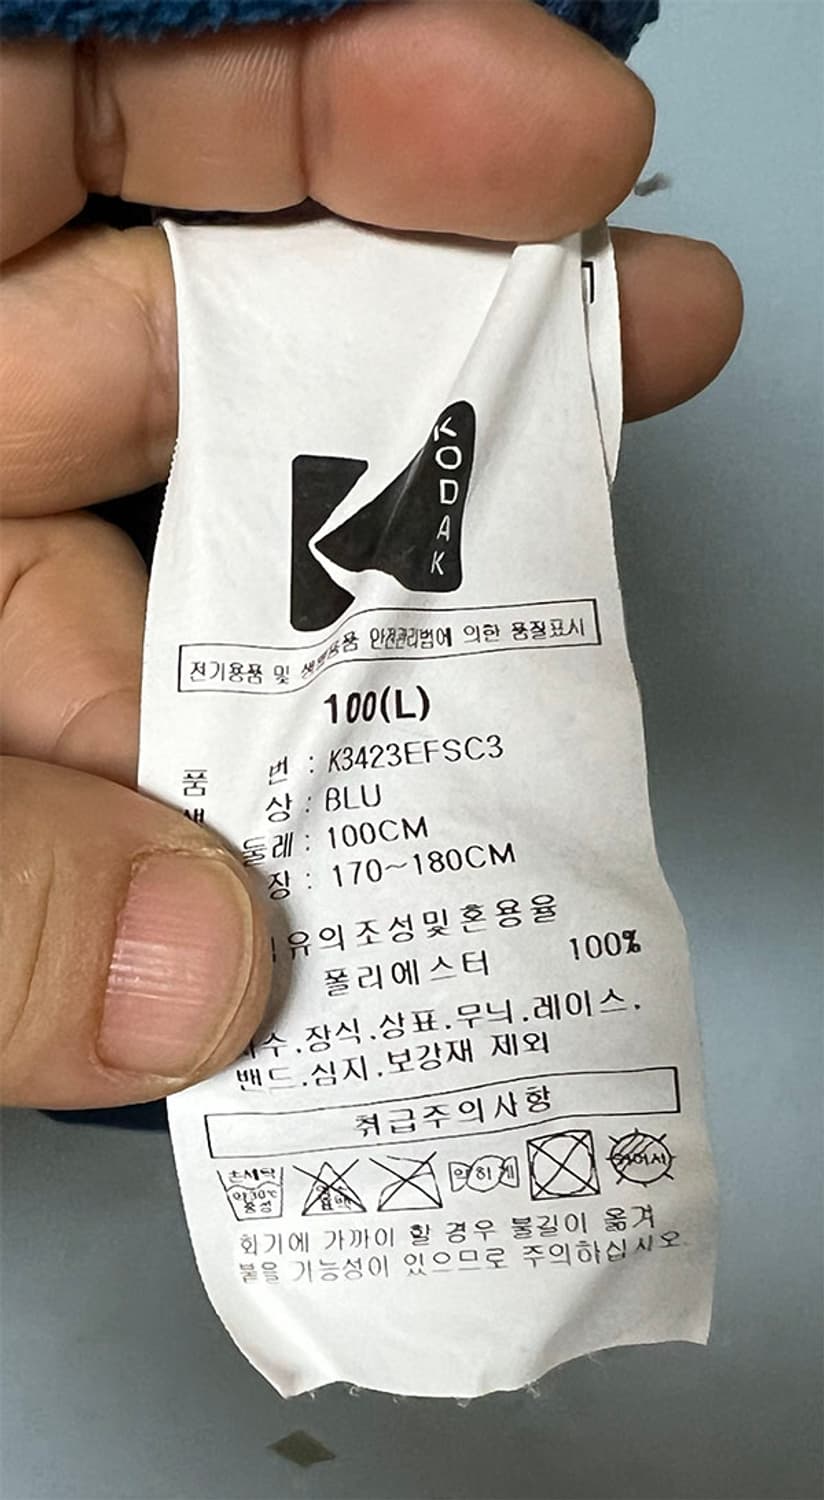 KODAK
전기용품 및 생활용품 안전관리법에 의한 품질표시
100(L)
품 번 : K3423EFSC3
색 상 : BLU
둘레 : 100CM
장 : 170~180CM
유의조성및혼용율
폴리에스터 100%
수.장식.상표.무늬.레이스.
밴드.심지.보강재 제외
취급주의사항
손세탁
약30℃
중성
약하게
화기에 가까이 할 경우 불길이 옮겨
붙을 가능성이 있으므로 주의하십시오